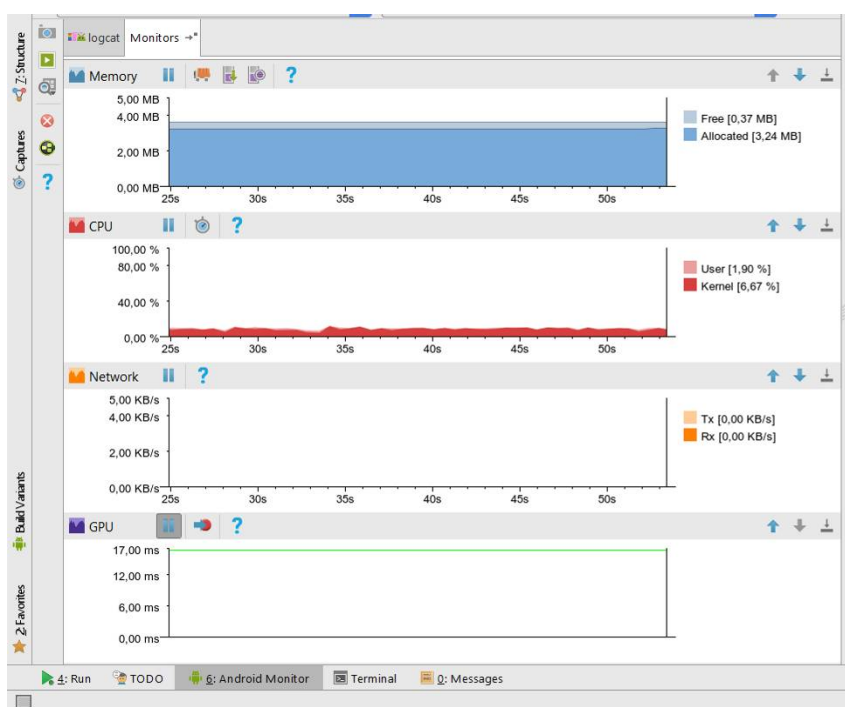 logcat Monitors
Memory ?
5,00 MB
4,00 MB
2,00 MB
0,00 MB
25s 30s 35s 40s 45s 50s
Free [0,37 MB]
Allocated [3,24 MB]
CPU ?
100,00 %
80,00 %
40,00 %
0,00 %
25s 30s 35s 40s 45s 50s
User [1,90 %]
Kernel [6,67 %]
Network ?
5,00 KB/s
4,00 KB/s
2,00 KB/s
0,00 KB/s
25s 30s 35s 40s 45s 50s
Tx [0,00 KB/s]
Rx [0,00 KB/s]
GPU ?
17,00 ms
12,00 ms
6,00 ms
0,00 ms
Z: Structure
Captures
?
Build Variants
2: Favorites
4: Run TODO 6: Android Monitor Terminal 0: Messages